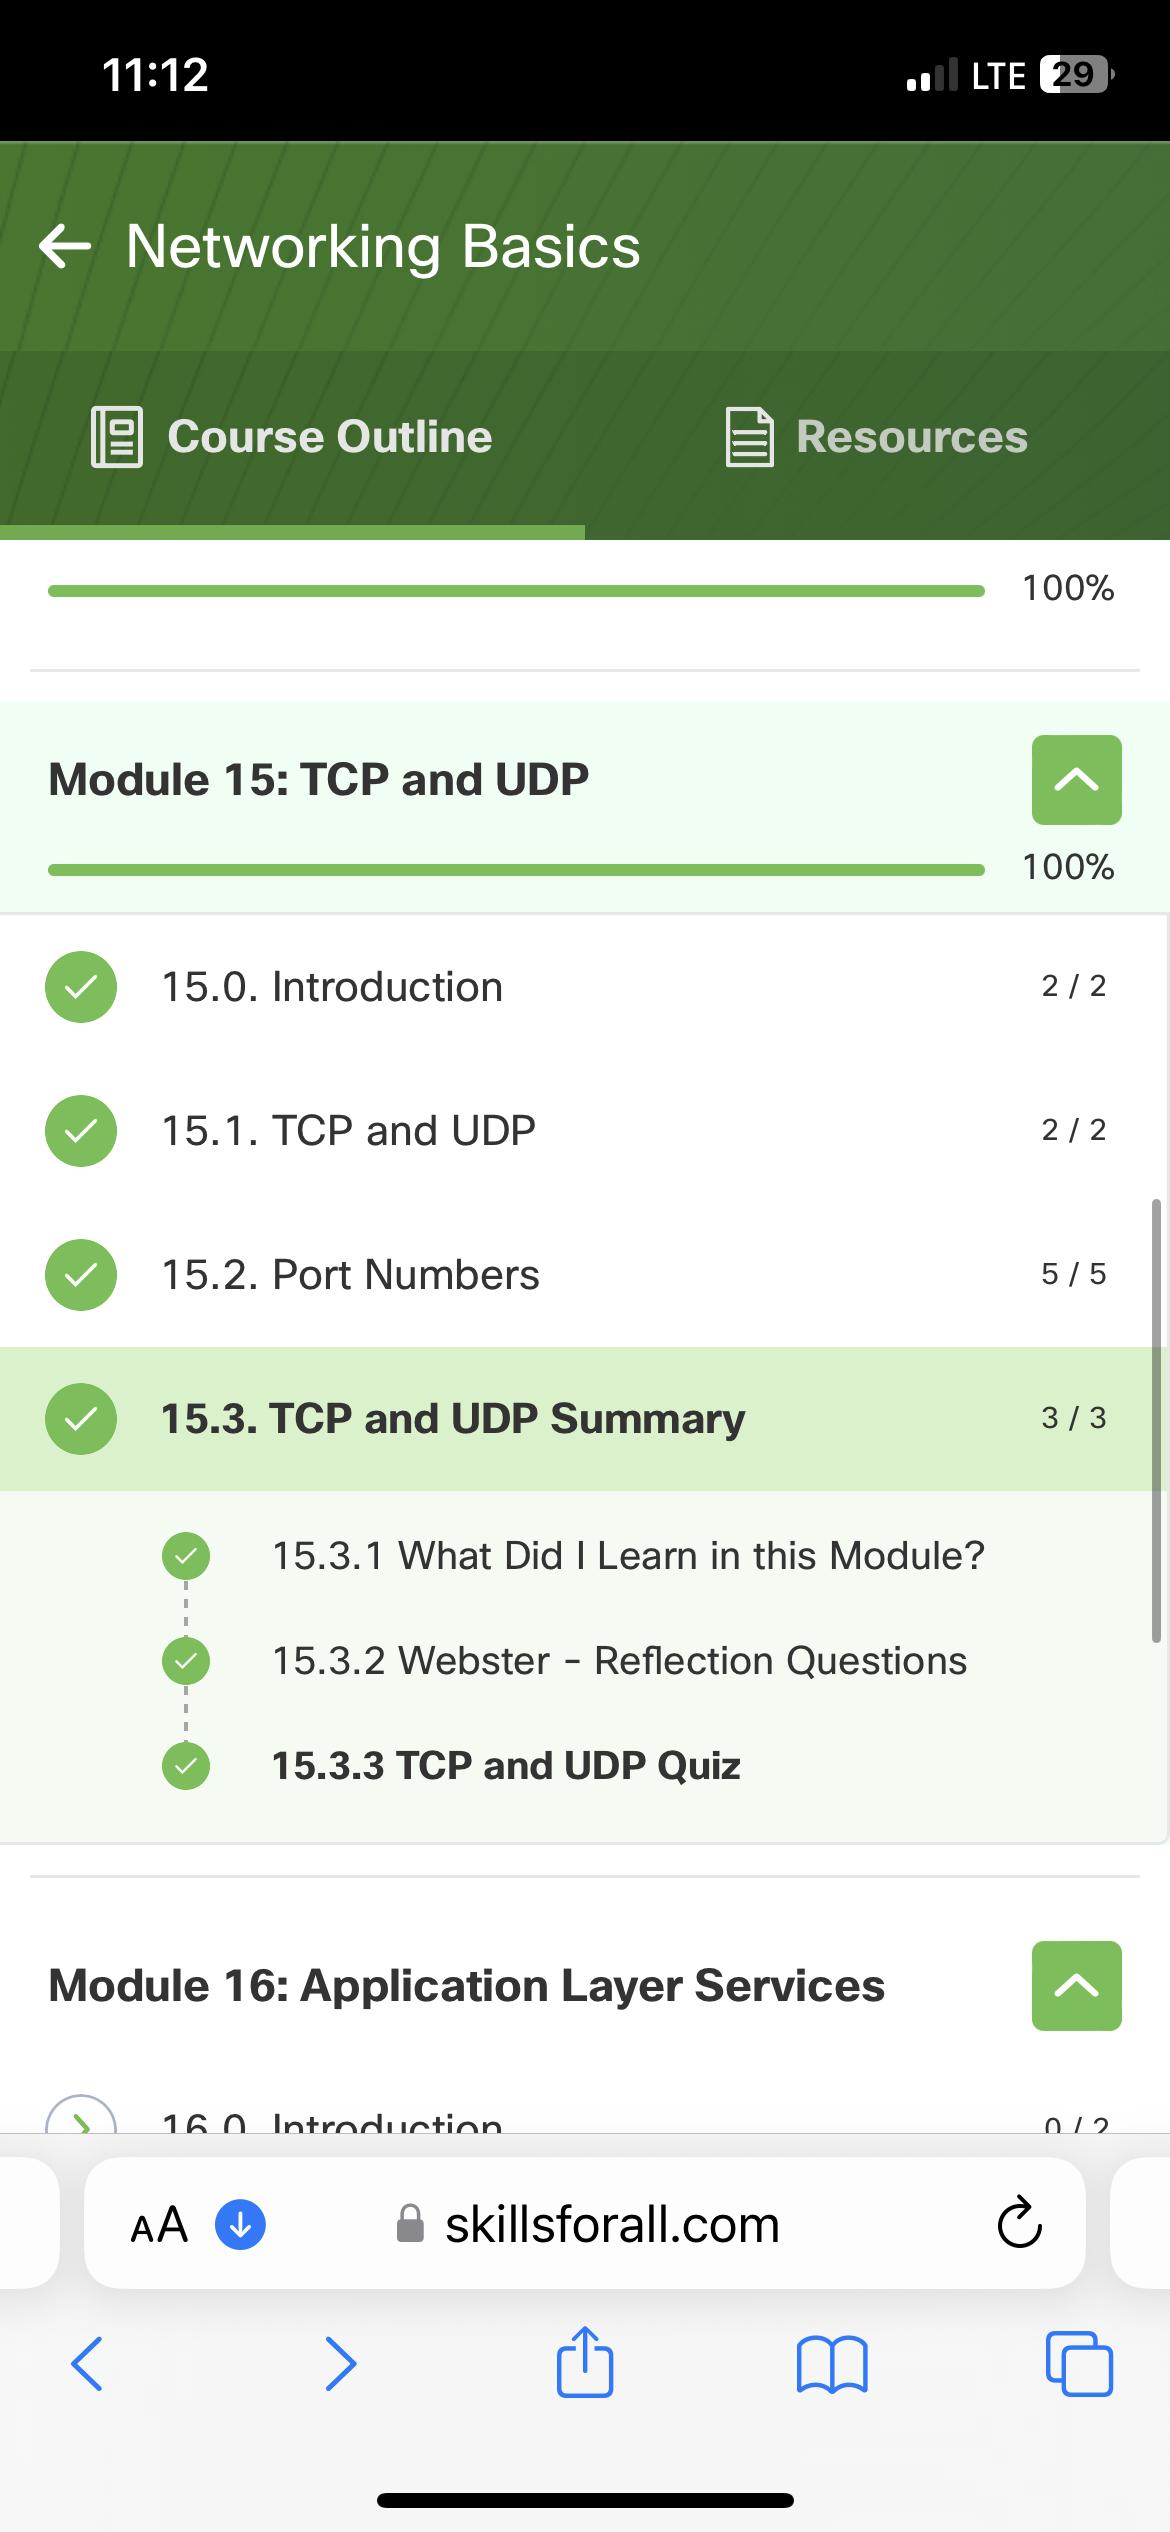 11:12
LTE 29
Networking Basics
Course Outline
Resources
100%
Module 15: TCP and UDP
100%
15.0. Introduction 2 / 2
15.1. TCP and UDP 2 / 2
15.2. Port Numbers 5 / 5
15.3. TCP and UDP Summary 3 / 3
15.3.1 What Did I Learn in this Module?
15.3.2 Webster - Reflection Questions
15.3.3 TCP and UDP Quiz
Module 16: Application Layer Services
16.0. Introduction 0 / 2
AA skillsforall.com